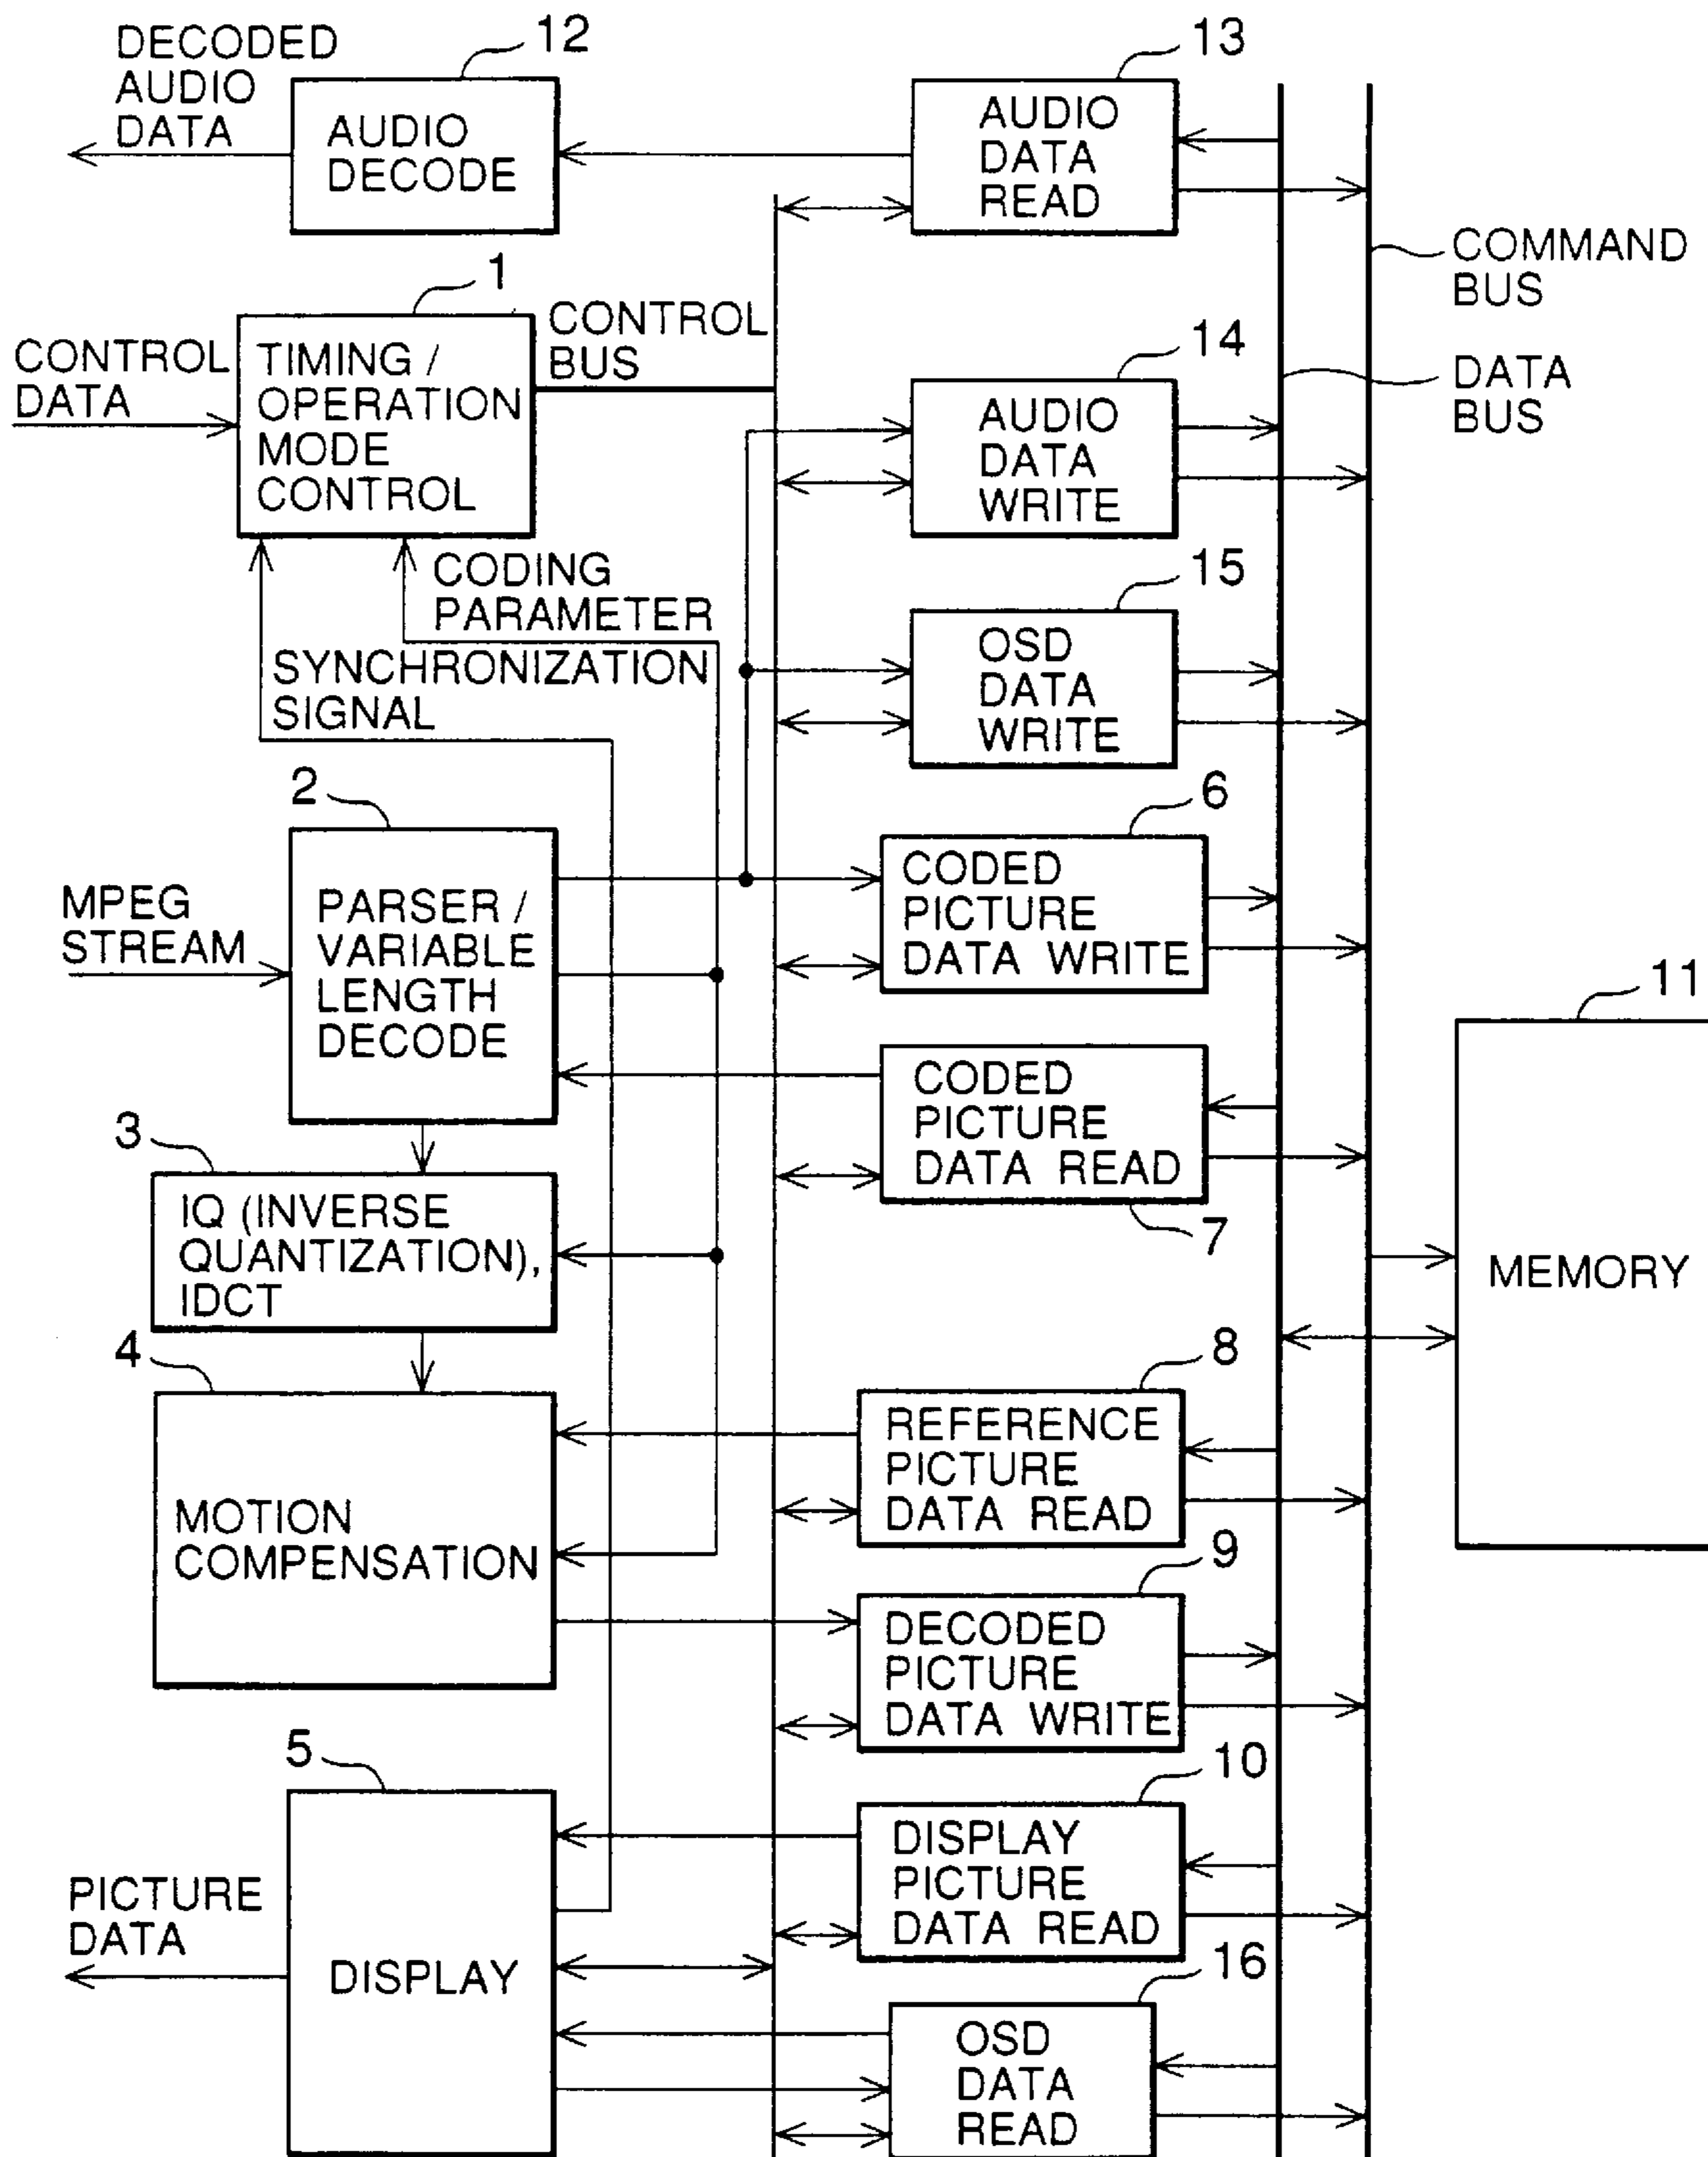 DECODED
AUDIO
DATA
12
AUDIO
DECODE
13
AUDIO
DATA
READ
COMMAND
BUS
1
CONTROL
DATA
TIMING /
OPERATION
MODE
CONTROL
CONTROL
BUS
14
AUDIO
DATA
WRITE
DATA
BUS
CODING
PARAMETER
SYNCHRONIZATION
SIGNAL
15
OSD
DATA
WRITE
2
MPEG
STREAM
PARSER /
VARIABLE
LENGTH
DECODE
6
CODED
PICTURE
DATA WRITE
11
MEMORY
CODED
PICTURE
DATA READ
7
3
IQ (INVERSE
QUANTIZATION),
IDCT
4
MOTION
COMPENSATION
8
REFERENCE
PICTURE
DATA READ
9
DECODED
PICTURE
DATA WRITE
5
PICTURE
DATA
DISPLAY
10
DISPLAY
PICTURE
DATA READ
16
OSD
DATA
READ